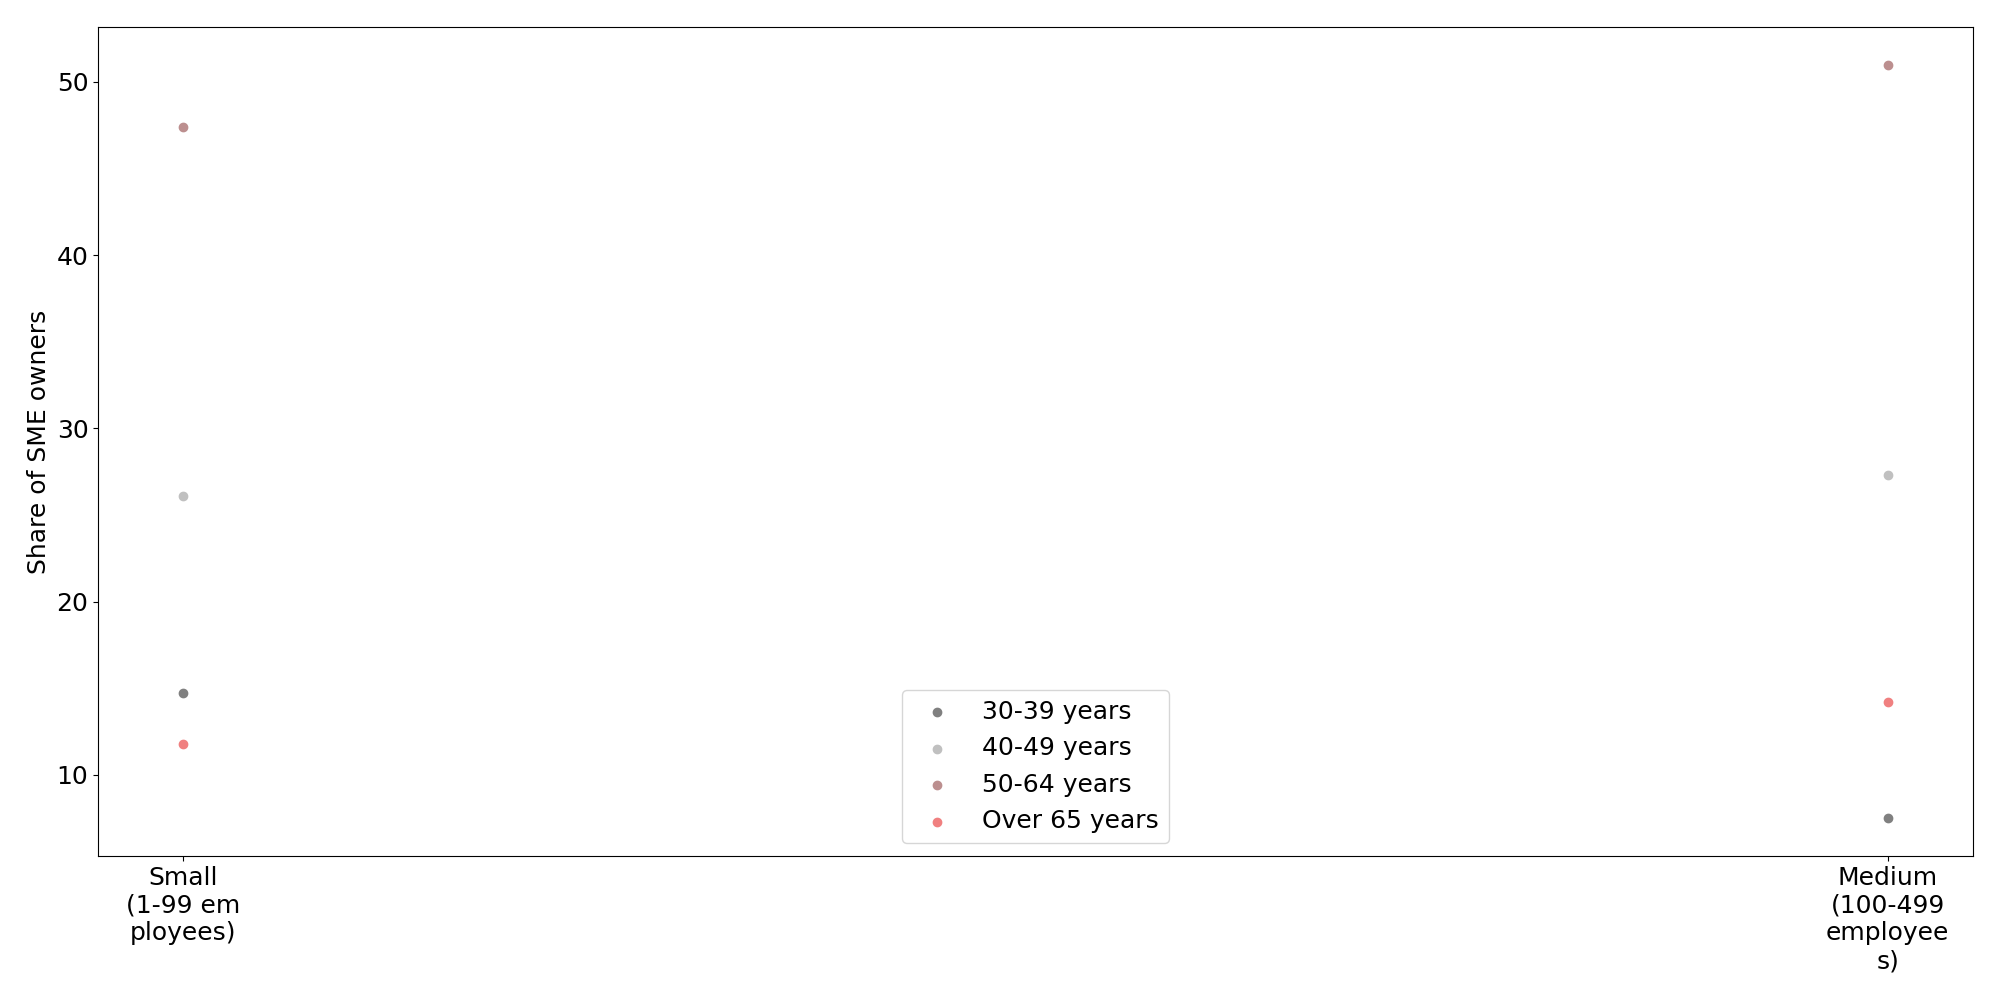 Share of SME owners
50
40
30
20
10
30-39 years
40-49 years
50-64 years
Over 65 years
Small
(1-99 em
ployees)
Medium
(100-499
employee
s)